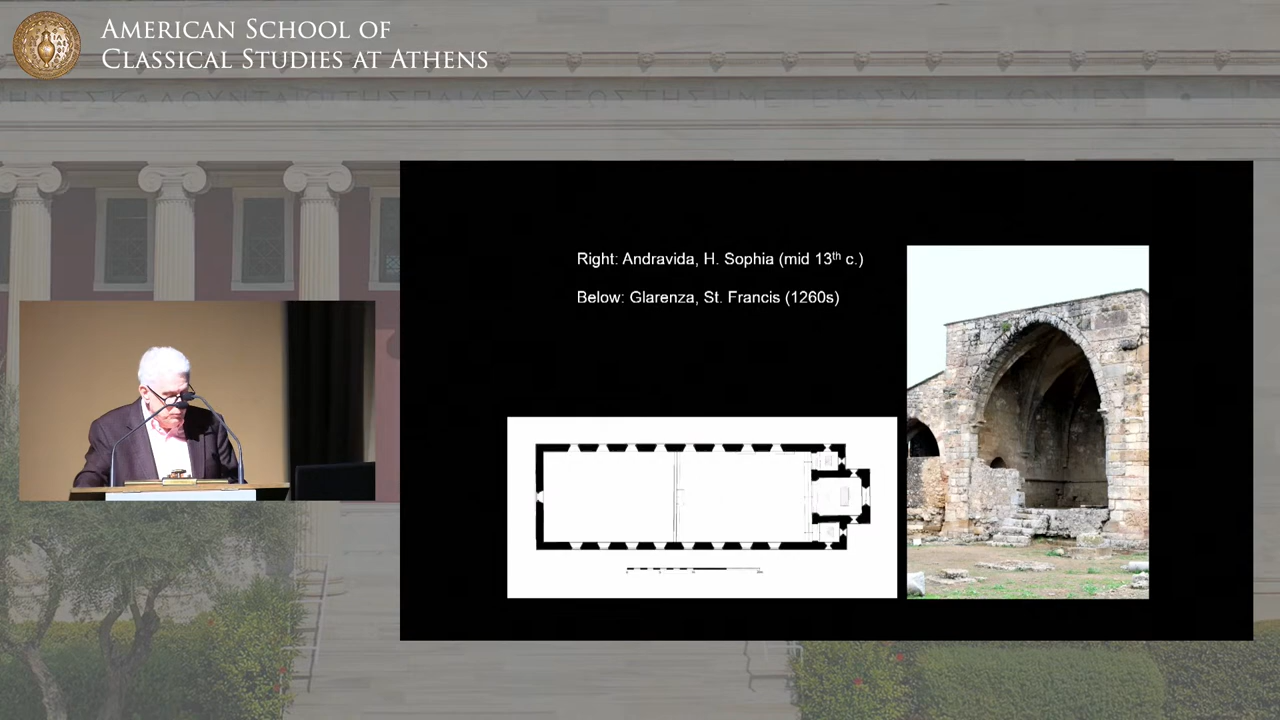 AMERICAN SCHOOL OF
CLASSICAL STUDIES AT ATHENS
Right: Andravida, H. Sophia (mid 13th c.)
Below: Glarenza, St. Francis (1260s)